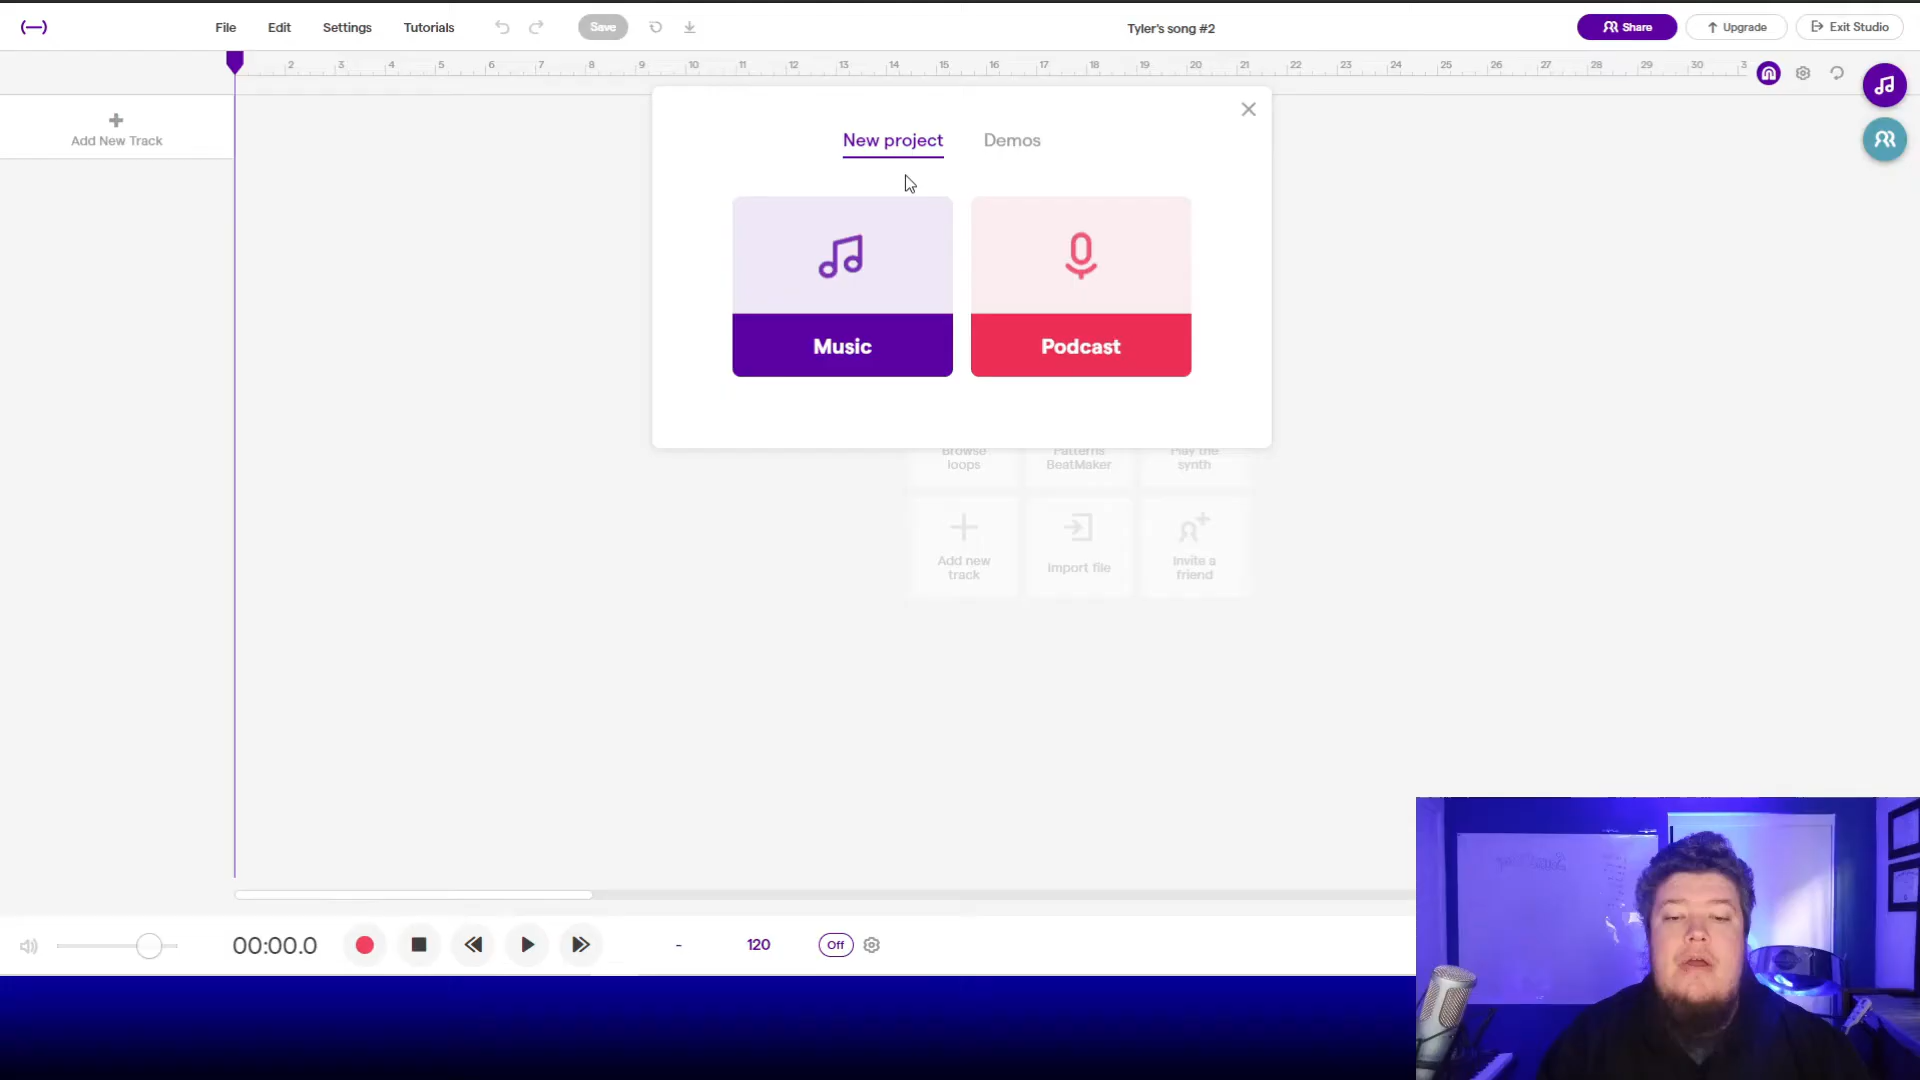 File Edit Settings Tutorials Save Tyler's song #2 Share Upgrade Exit Studio
2 3 4 5 6 7 8 9 10 11 12 13 14 15 16 17 18 19 20 21 22 23 24 25 26 27 28 29 30 3
Add New Track
New project Demos
Music Podcast
Browse loops
Patterns BeatMaker
Play the synth
Add new track
Import file
Invite a friend
00:00.0 - 120 Off